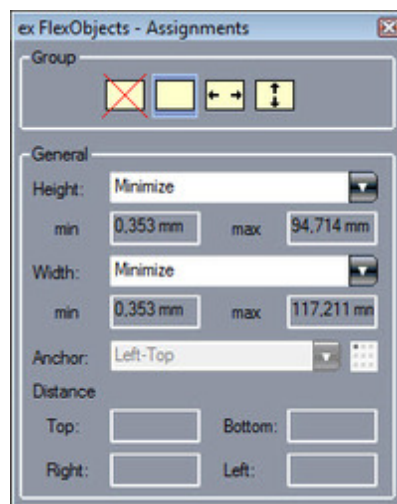 ex FlexObjects - Assignments
Group
General
Height: Minimize
min 0,353 mm max 94,714 mm
Width: Minimize
min 0,353 mm max 117,211 mm
Anchor: Left-Top
Distance
Top: Bottom:
Right: Left: